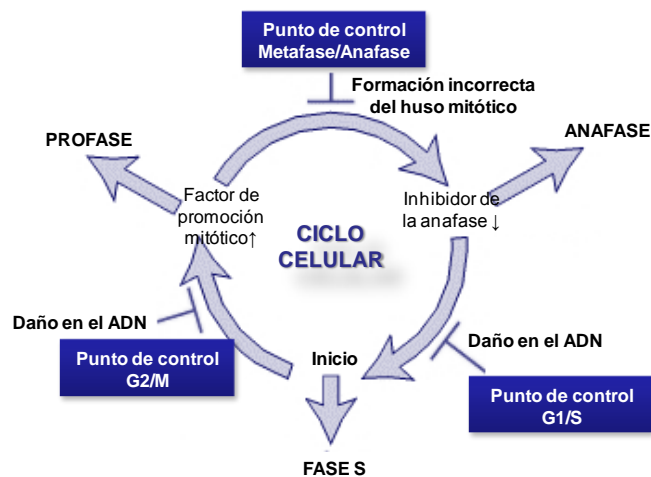 Punto de control
Metafase/Anafase
Formación incorrecta
del huso mitótico
PROFASE
ANAFASE
Factor de
promoción
mitótico↑
Inhibidor de
la anafase ↓
CICLO
CELULAR
Daño en el ADN
Punto de control
G2/M
Inicio
Daño en el ADN
Punto de control
G1/S
FASE S